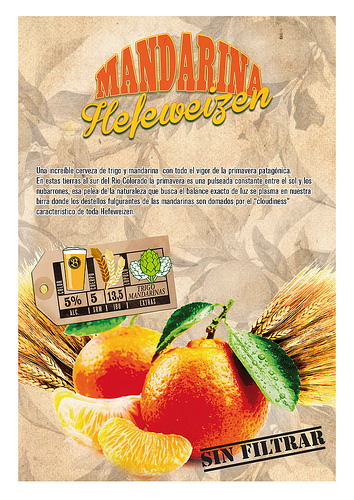 MANDARINA
Hefeweizen
Una increíble cerveza de trigo y mandarina con todo el vigor de la primavera patagónica.
En estas tierras al sur del Rio Colorado la primavera es una pulseada constante entre el sol y los
nubarrones, esa pelea de la naturaleza que busca el balance exacto de luz se plasma en nuestra
birra donde los destellos fulgurantes de las mandarinas son domados por el "cloudiness"
caracteristico de toda Hefeweizen.
5% 5 13,5 TRIGO
MANDARINAS
ALC. SRM IBU EXTRAS
SIN FILTRAR